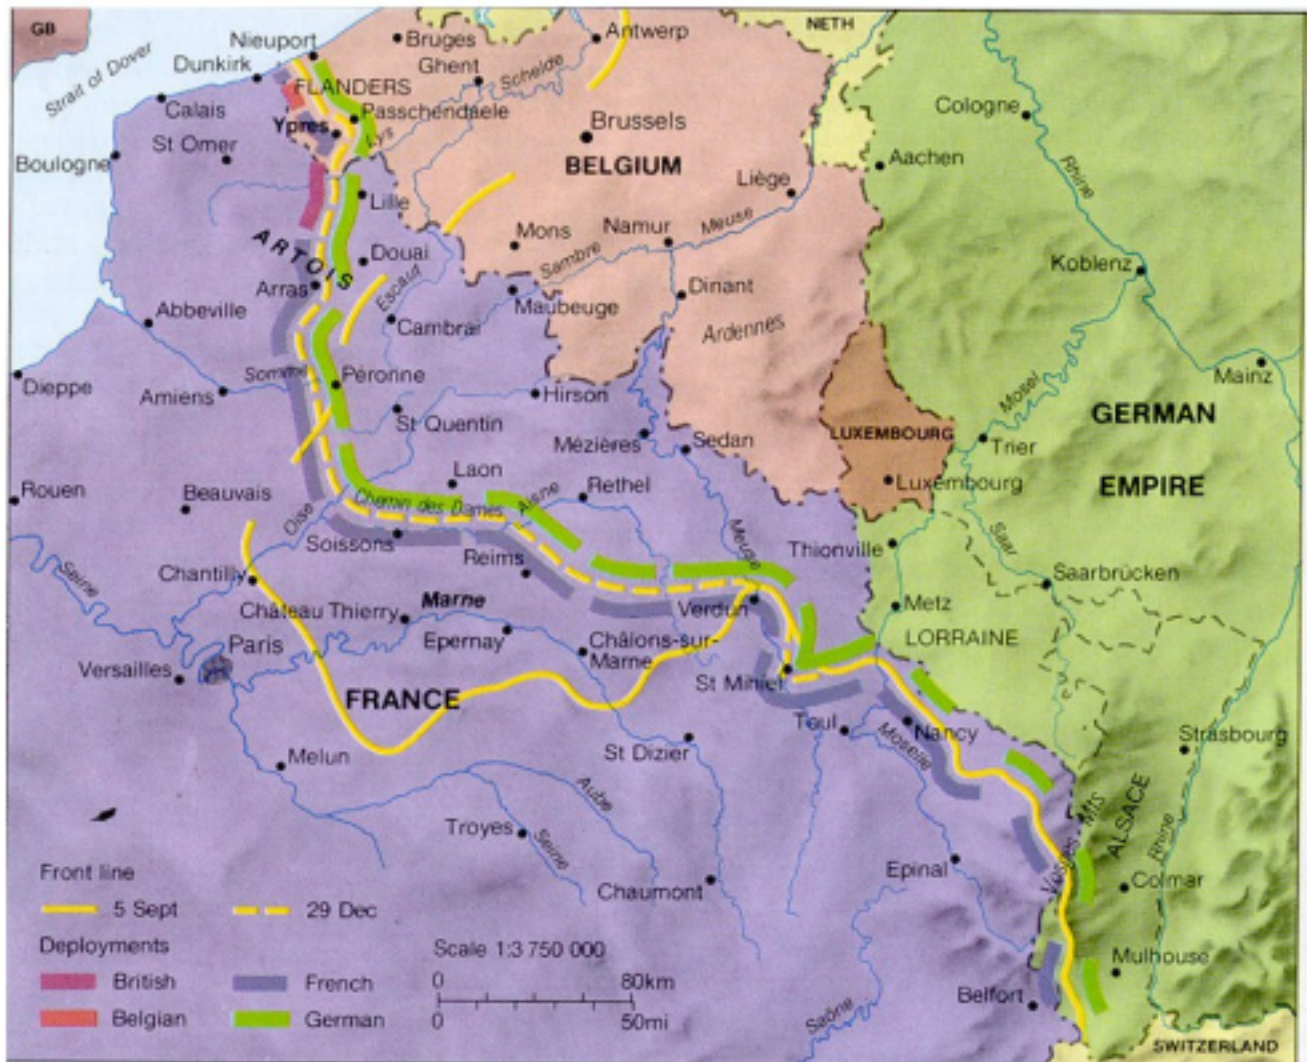 GB
NETH
Strait of Dover
Nieuport
Bruges
Antwerp
Dunkirk
Ghent
Schelde
FLANDERS
Calais
Passchendaele
Cologne
Ypres
Lys
Brussels
St Omer
Boulogne
BELGIUM
Aachen
Rhine
Liège
Lille
Mons
Namur
Meuse
ARTOIS
Douai
Sambre
Koblenz
Arras
Escaut
Maubeuge
Dinant
Abbeville
Cambrai
Ardennes
Dieppe
Somme
Péronne
Mosel
Mainz
Amiens
Hirson
GERMAN
St Quentin
Mézières
Sedan
LUXEMBOURG
Trier
Laon
Rouen
Beauvais
Rethel
Luxembourg
EMPIRE
Chemin des Dames
Aisne
Oise
Soissons
Meuse
Thionville
Saar
Reims
Seine
Chantilly
Saarbrücken
Château Thierry
Marne
Verdun
Metz
Paris
Epernay
Châlons-sur-
Marne
LORRAINE
Versailles
FRANCE
St Mihiel
Toul
Nancy
Moselle
St Dizier
Strasbourg
Melun
Aube
Vosges Mts
ALSACE
Rhine
Troyes
Seine
Epinal
Chaumont
Colmar
Front line
5 Sept
29 Dec
Deployments
Scale 1:3 750 000
British
French
0
80km
Belgian
German
0
50mi
Mulhouse
Belfort
Saône
SWITZERLAND